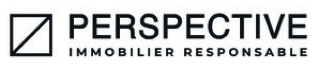 PERSPECTIVE
IMMOBILIER RESPONSABLE